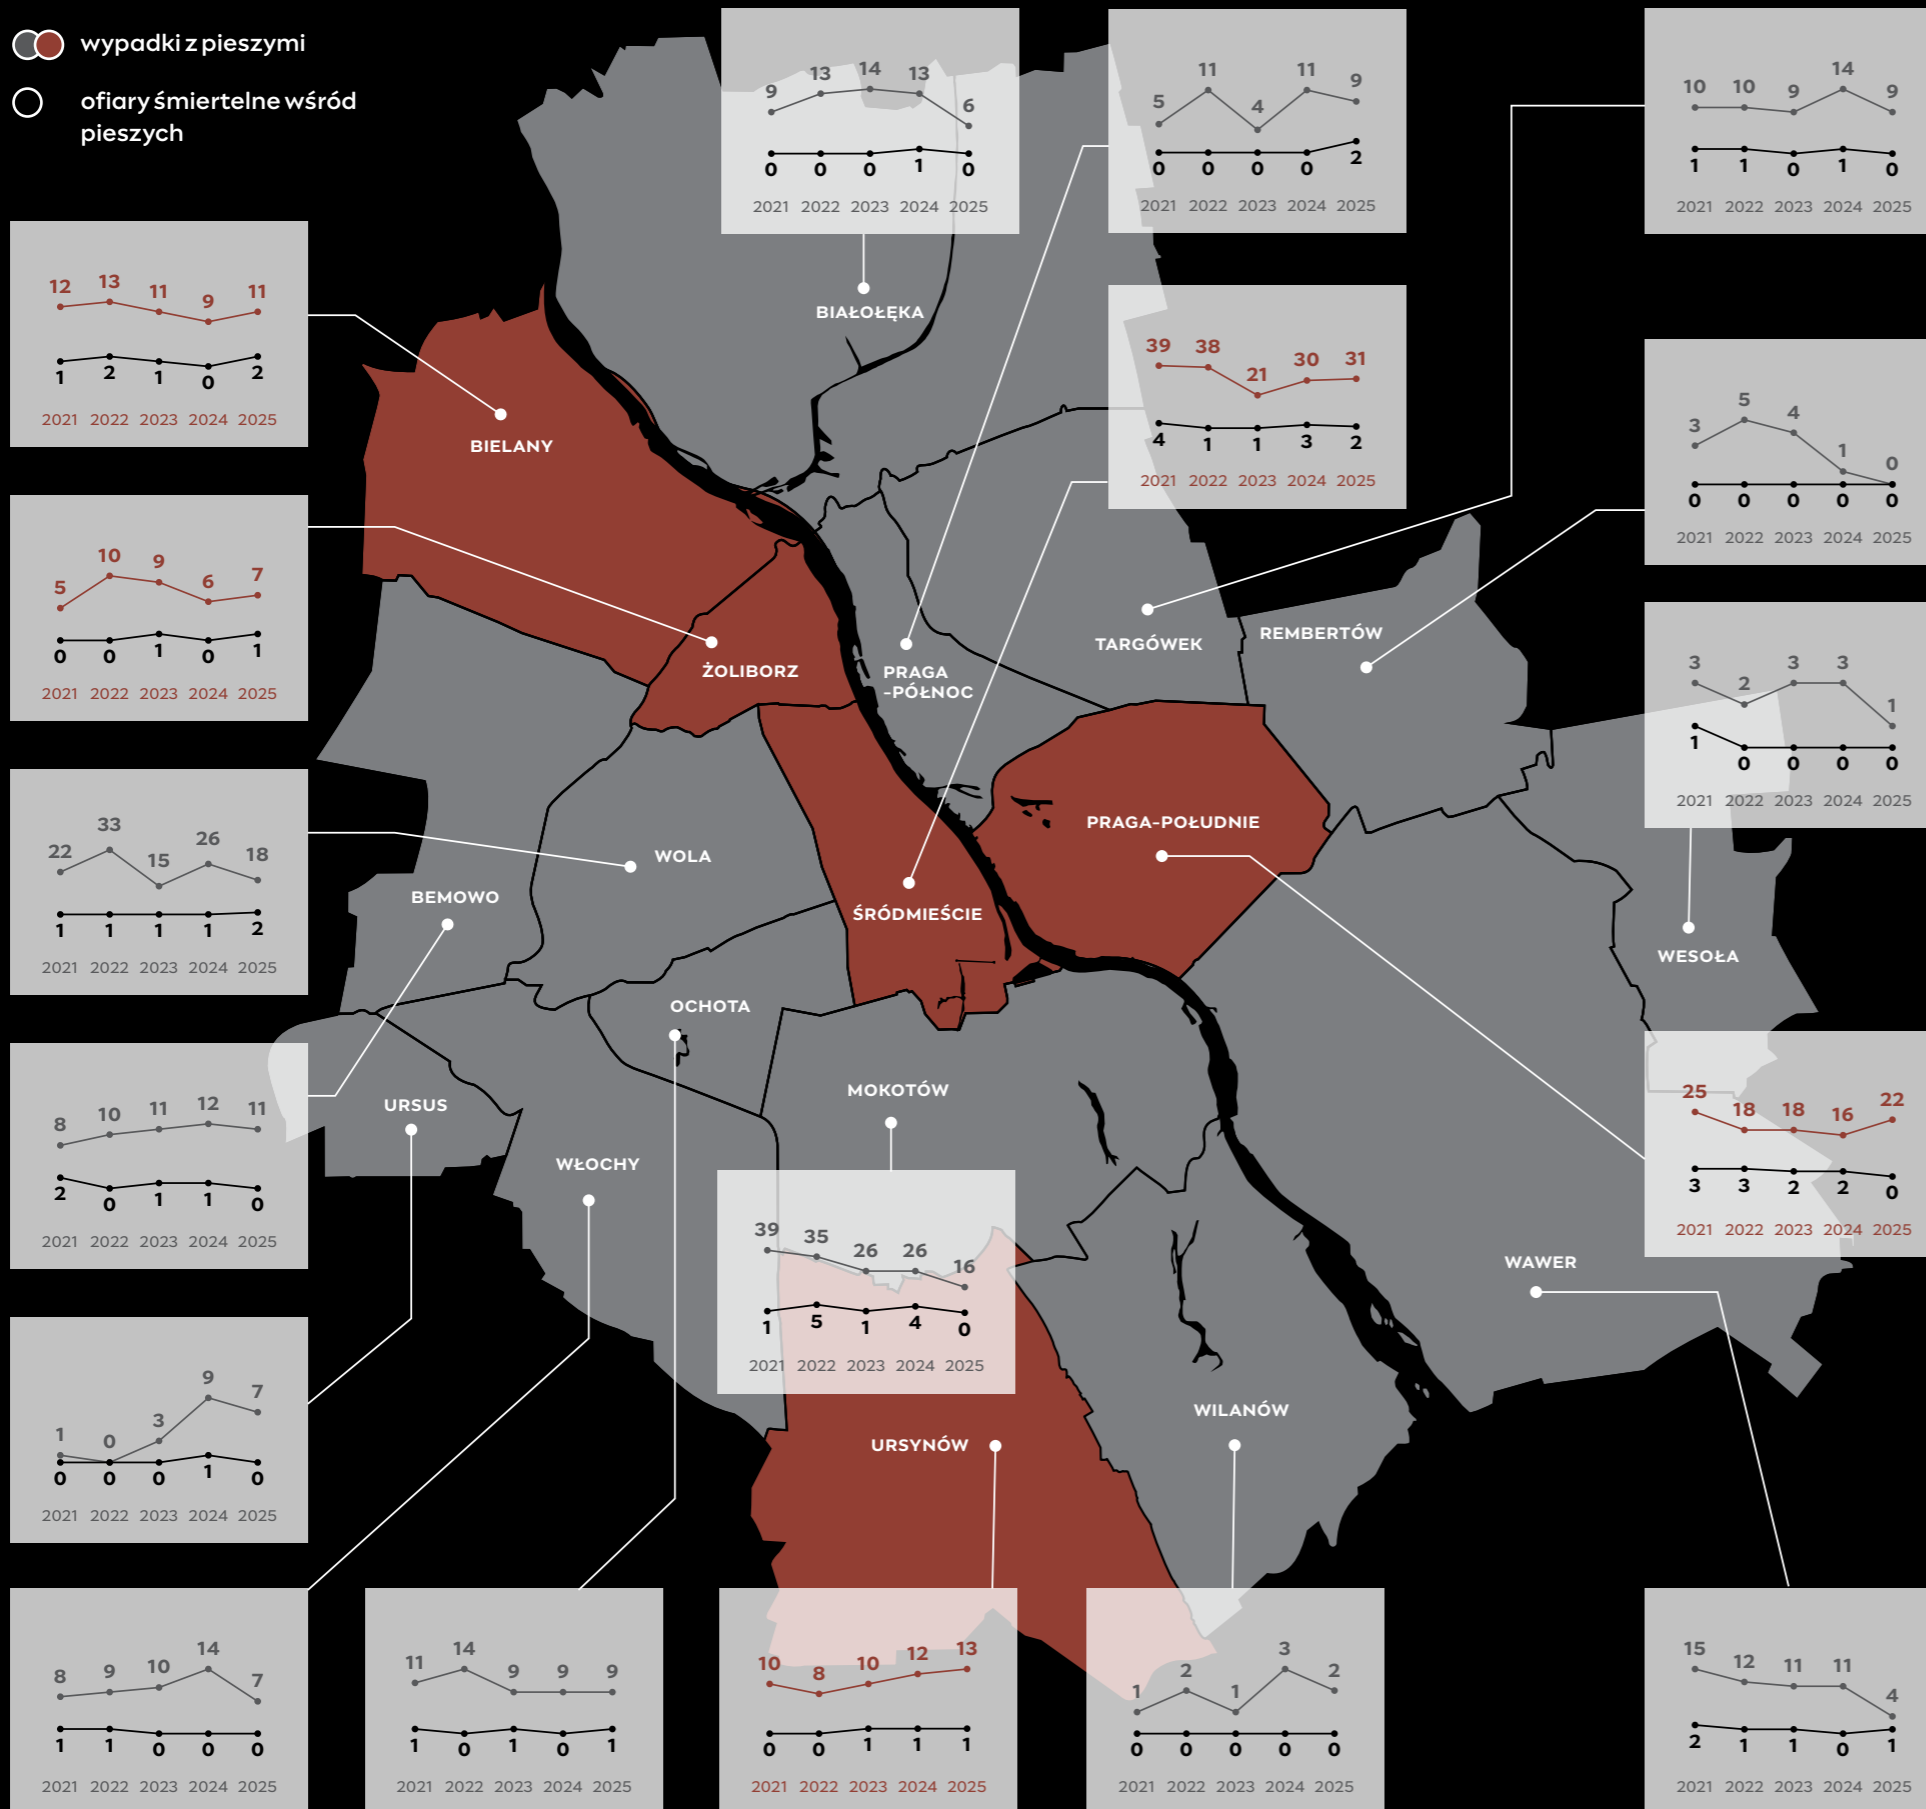 wypadki z pieszymi
ofiary śmiertelne wśród
pieszych
9 13 14 13 6
0 0 0 1 0
2021 2022 2023 2024 2025
BIAŁOŁĘKA
5 11 4 11 9
0 0 0 0 2
2021 2022 2023 2024 2025
10 10 9 14 9
1 1 0 1 0
2021 2022 2023 2024 2025
12 13 11 9 11
1 2 1 0 2
2021 2022 2023 2024 2025
BIELANY
39 38 21 30 31
4 1 1 3 2
2021 2022 2023 2024 2025
3 5 4 1 0
0 0 0 0 0
2021 2022 2023 2024 2025
5 10 9 6 7
0 0 1 0 1
2021 2022 2023 2024 2025
ŻOLIBORZ
PRAGA
-PÓŁNOC
TARGÓWEK
REMBERTÓW
3 2 3 3 1
1 0 0 0 0
2021 2022 2023 2024 2025
22 33 15 26 18
1 1 1 1 2
2021 2022 2023 2024 2025
WOLA
BEMOWO
ŚRÓDMIEŚCIE
PRAGA-POŁUDNIE
WESOŁA
OCHOTA
8 10 11 12 11
2 0 1 1 0
2021 2022 2023 2024 2025
URSUS
WŁOCHY
MOKOTÓW
25 18 18 16 22
3 3 2 2 0
2021 2022 2023 2024 2025
39 35 26 26 16
1 5 1 4 0
2021 2022 2023 2024 2025
WAWER
1 0 3 9 7
0 0 0 1 0
2021 2022 2023 2024 2025
URSYNÓW
WILANÓW
8 9 10 14 7
1 1 0 0 0
2021 2022 2023 2024 2025
11 14 9 9 9
1 0 1 0 1
2021 2022 2023 2024 2025
10 8 10 12 13
0 0 1 1 1
2021 2022 2023 2024 2025
1 2 1 3 2
0 0 0 0 0
2021 2022 2023 2024 2025
15 12 11 11 4
2 1 1 0 1
2021 2022 2023 2024 2025